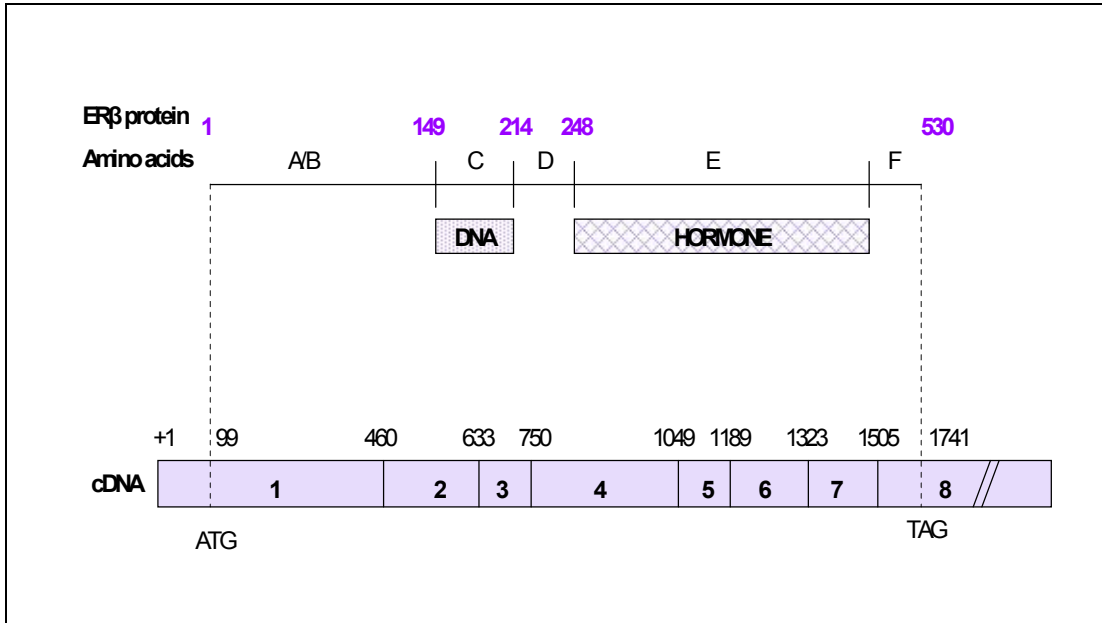 ERβ protein 1 149 214 248 530
Amino acids A/B C D E F
DNA HORMONE
+1 99 460 633 750 1049 1189 1323 1505 1741
cDNA 1 2 3 4 5 6 7 8
ATG TAG